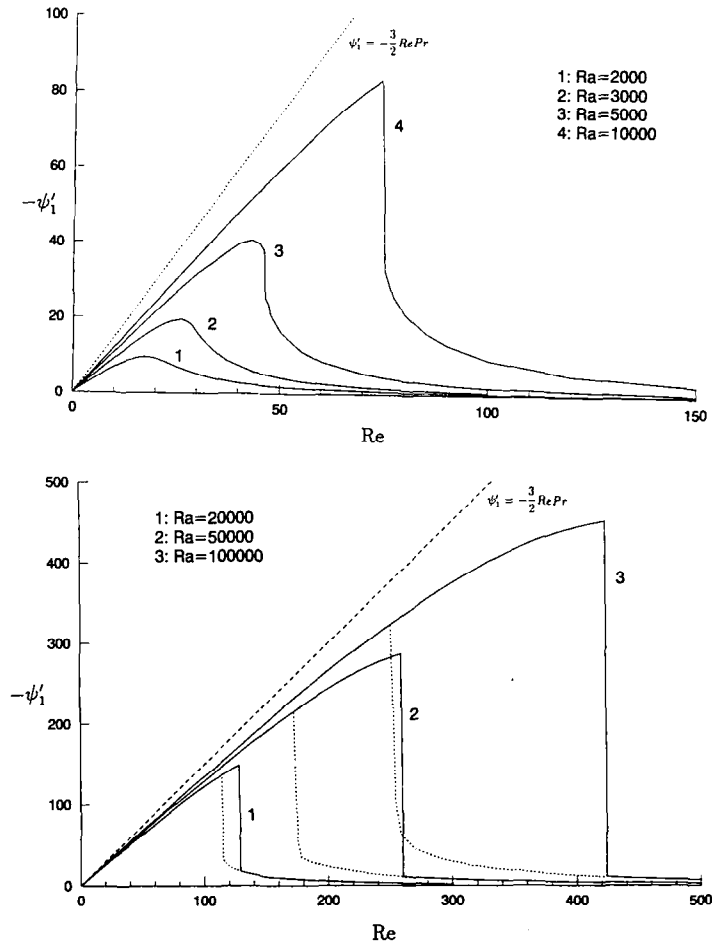 100
80
60
40
20
0
−ψ′₁
ψ′₁ = −3/2 RePr
1: Ra=2000
2: Ra=3000
3: Ra=5000
4: Ra=10000
4
3
2
1
0 50 100 150
Re
500
400
300
200
100
0
−ψ′₁
ψ′₁ = −3/2 RePr
1: Ra=20000
2: Ra=50000
3: Ra=100000
3
2
1
0 100 200 300 400 500
Re